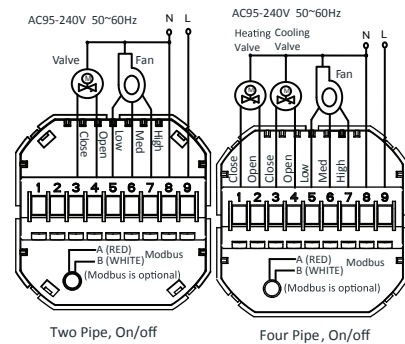 AC95-240V 50~60Hz
N L
Valve
Fan
Close
Open
Low
Med
High
1 2 3 4 5 6 7 8 9
A (RED)
B (WHITE)
Modbus
(Modbus is optional)
Two Pipe, On/off
AC95-240V 50~60Hz
Heating Cooling
Valve Valve
N L
Fan
Close
Open
Close
Open
Low
Med
High
1 2 3 4 5 6 7 8 9
A (RED)
B (WHITE)
Modbus
(Modbus is optional)
Four Pipe, On/off